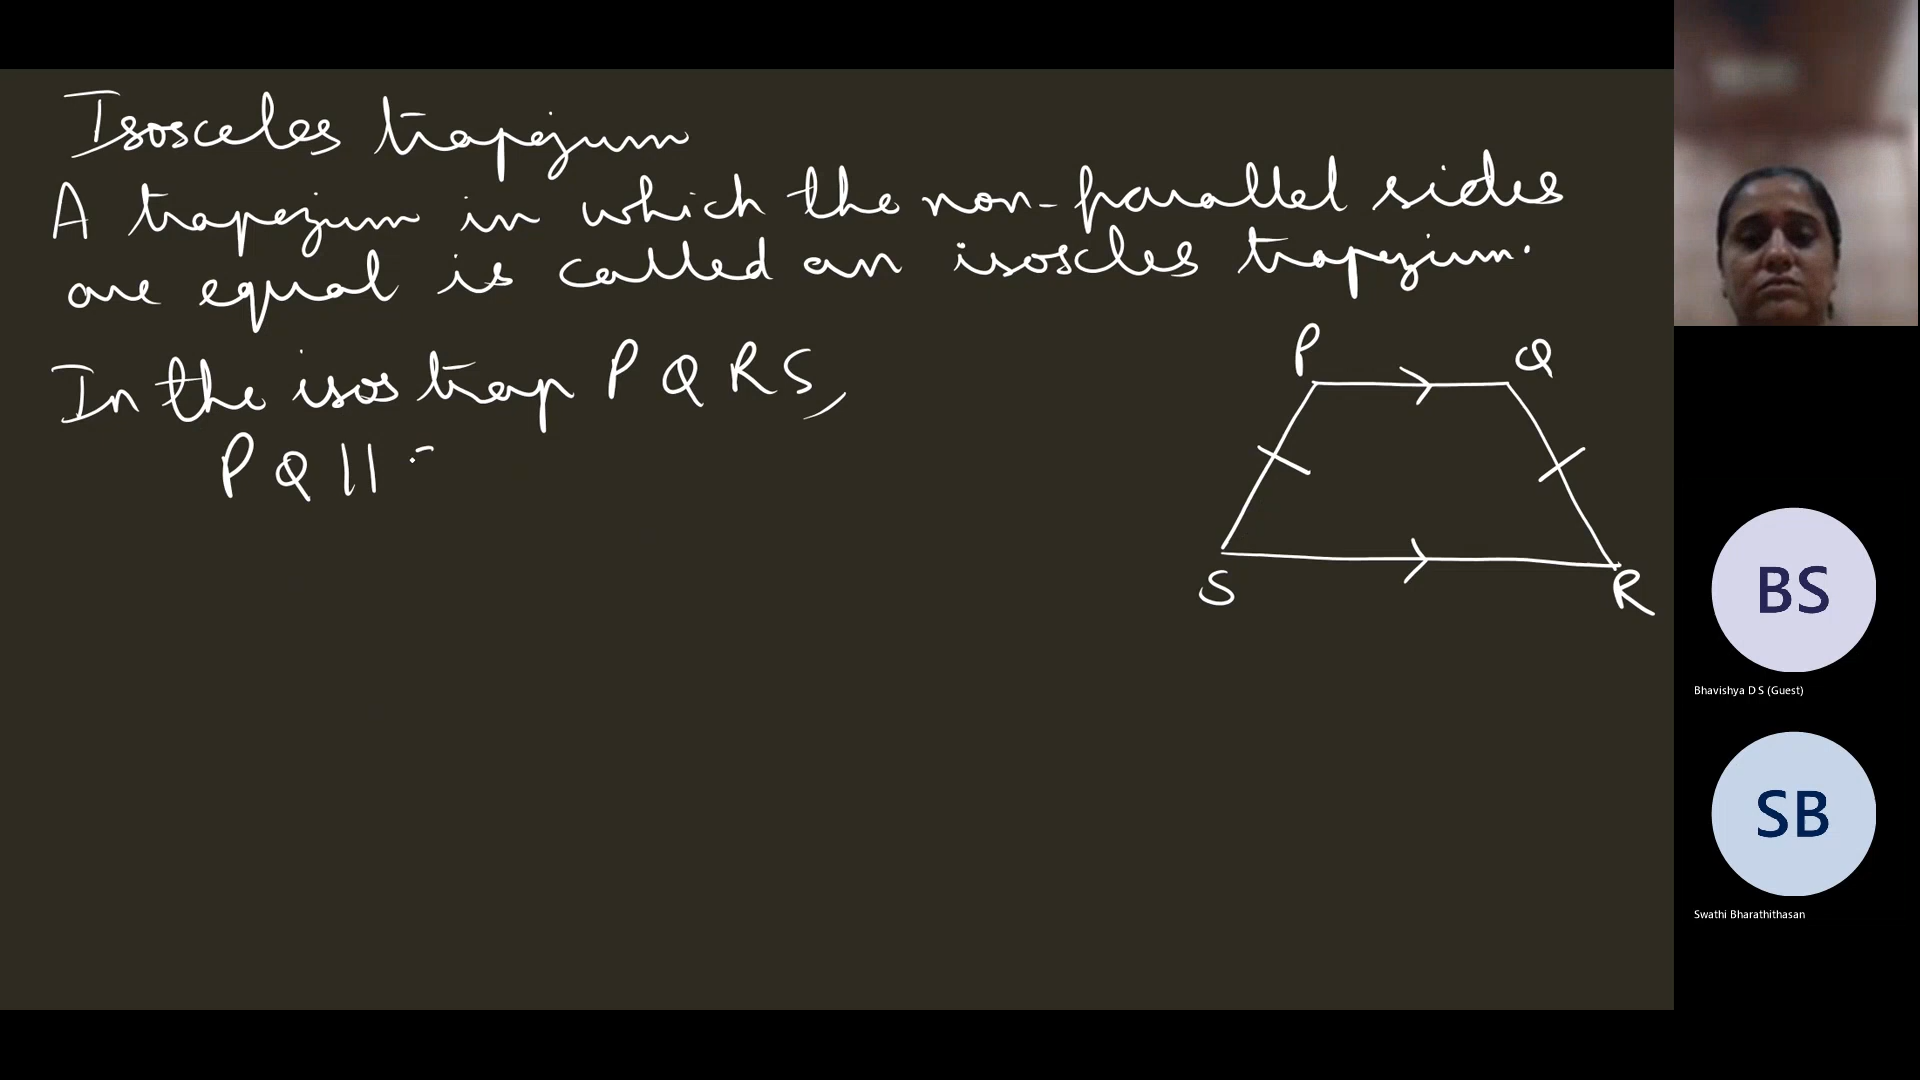 Isosceles trapezium
A trapezium in which the non-parallel sides
are equal is called an isoscles trapezium.
In the isos trap PQRS,
PQ ||
P
Q
S
R
BS
Bhavishya D S (Guest)
SB
Swathi Bharathithasan